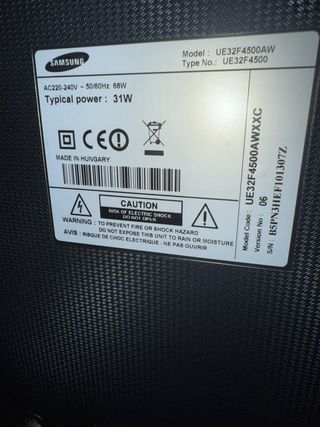 SAMSUNG
Model : UE32F4500AW
Type No.: UE32F4500
AC220-240V ~ 50/60Hz 68W
Typical power : 31W
MADE IN HUNGARY
CAUTION
RISK OF ELECTRIC SHOCK
DO NOT OPEN
WARNING : TO PREVENT FIRE OR SHOCK HAZARD
DO NOT EXPOSE THIS UNIT TO RAIN OR MOISTURE
AVIS : RISQUE DE CHOC ELECTRIQUE - NE PAS OUVRIR
Model Code : UE32F4500AWXXC
Version No : 06
S/N : B5PN3HEF101307Z